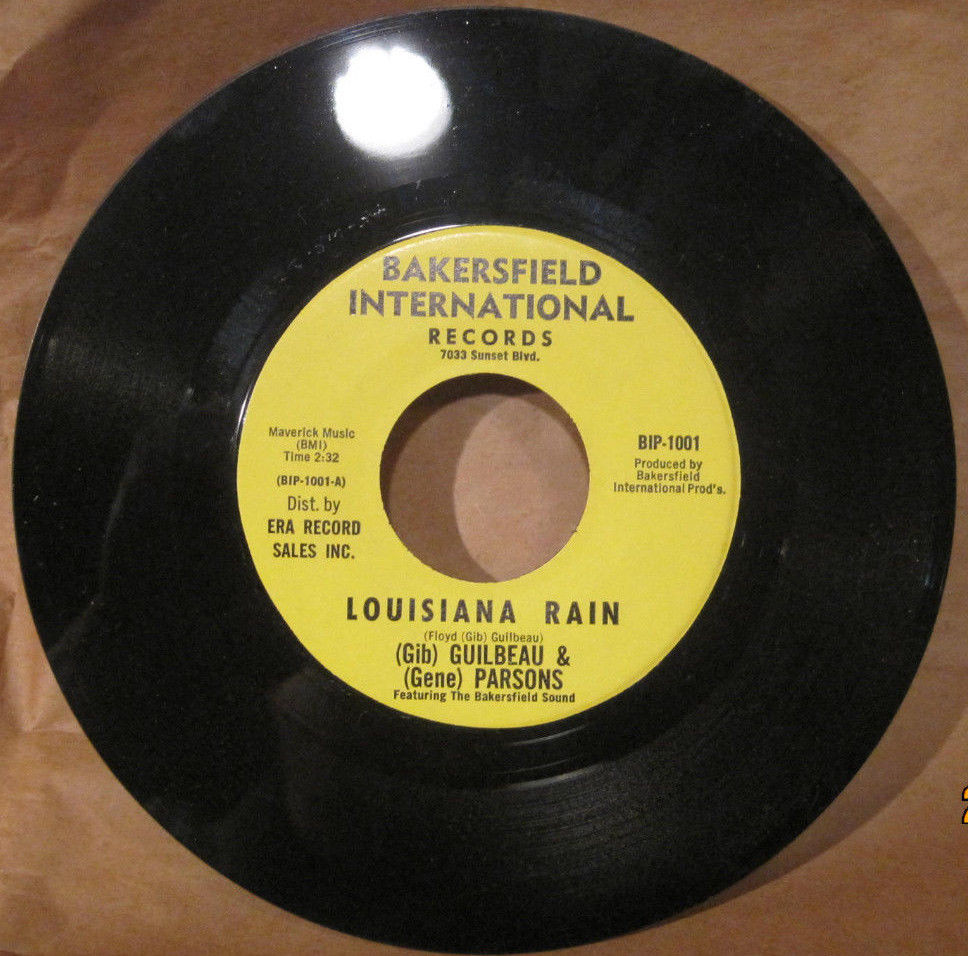 BAKERSFIELD
INTERNATIONAL
RECORDS
7033 Sunset Blvd.
Maverick Music
(BMI)
Time 2:32
(BIP-1001-A)
Dist. by
ERA RECORD
SALES INC.
BIP-1001
Produced by
Bakersfield
International Prod's.
LOUISIANA RAIN
(Floyd (Gib) Guilbeau)
(Gib) GUILBEAU &
(Gene) PARSONS
Featuring The Bakersfield Sound